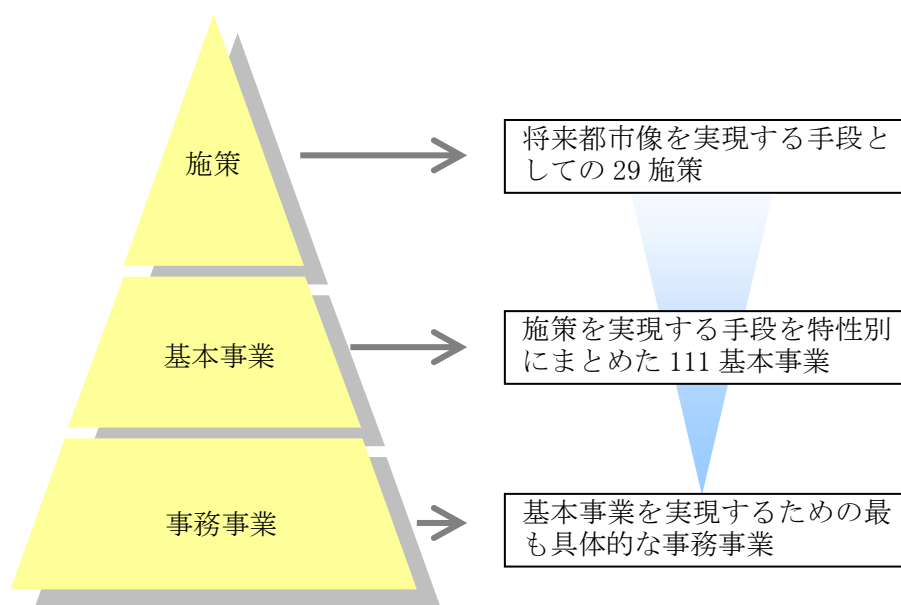 施策
将来都市像を実現する手段と
しての 29 施策
基本事業
施策を実現する手段を特性別
にまとめた 111 基本事業
事務事業
基本事業を実現するための最
も具体的な事務事業